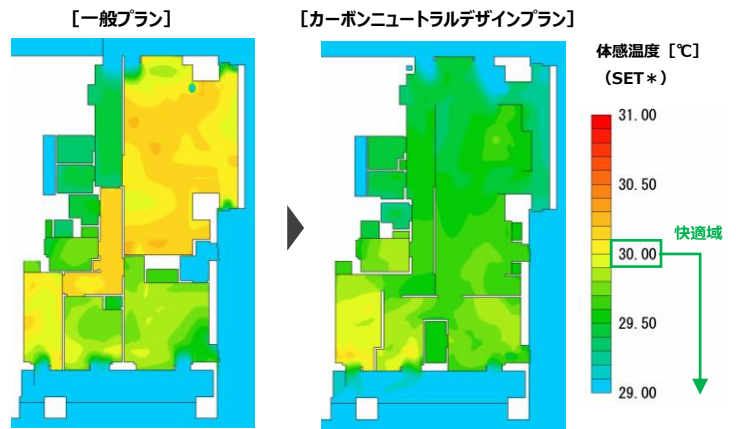 ［一般プラン］
［カーボンニュートラルデザインプラン］
体感温度［℃］
（SET＊）
31.00
30.50
快適域
30.00
29.50
29.00